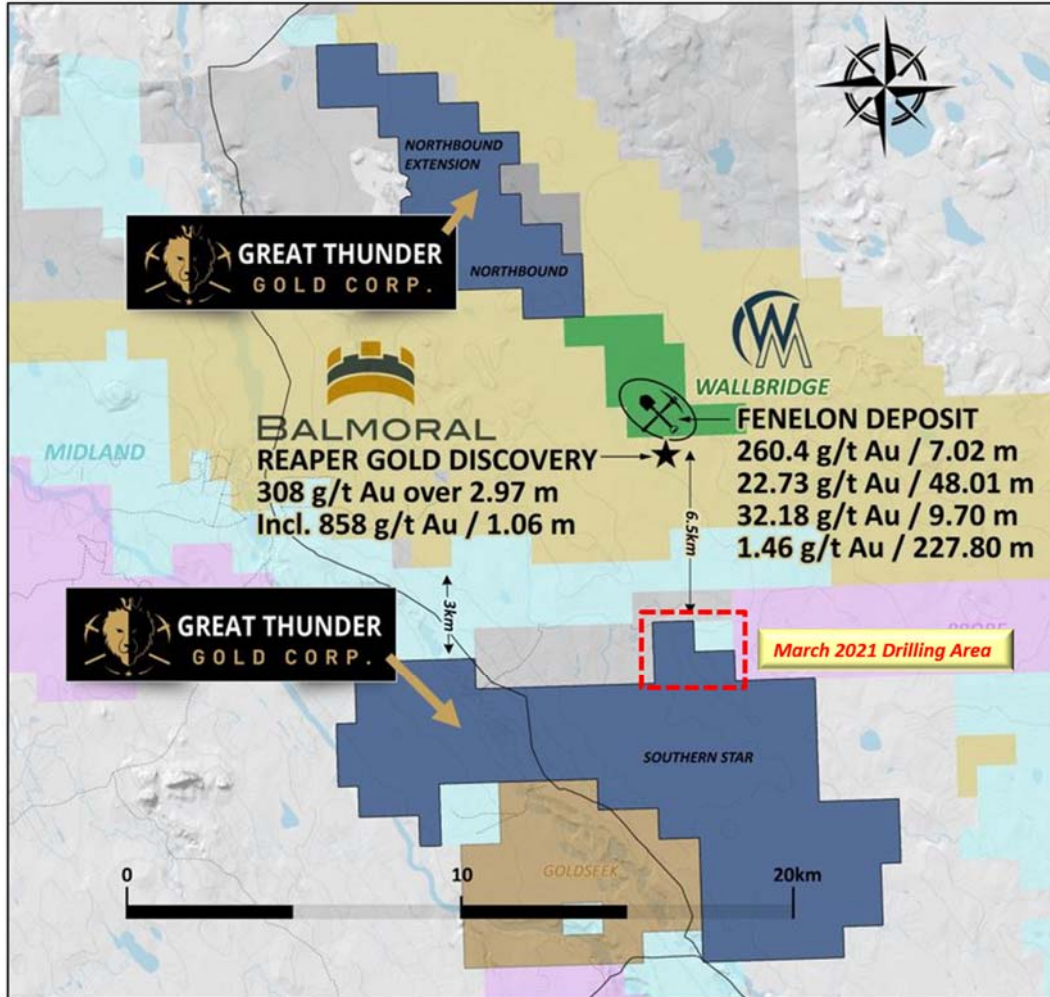 NORTHBOUND
EXTENSION
GREAT THUNDER
GOLD CORP.
NORTHBOUND
WM
WALLBRIDGE
FENELON DEPOSIT
260.4 g/t Au / 7.02 m
22.73 g/t Au / 48.01 m
32.18 g/t Au / 9.70 m
1.46 g/t Au / 227.80 m
BALMORAL
REAPER GOLD DISCOVERY
308 g/t Au over 2.97 m
Incl. 858 g/t Au / 1.06 m
MIDLAND
6.5km
3km
GREAT THUNDER
GOLD CORP.
PROBE
March 2021 Drilling Area
SOUTHERN STAR
GOLDSEEK
0 10 20km